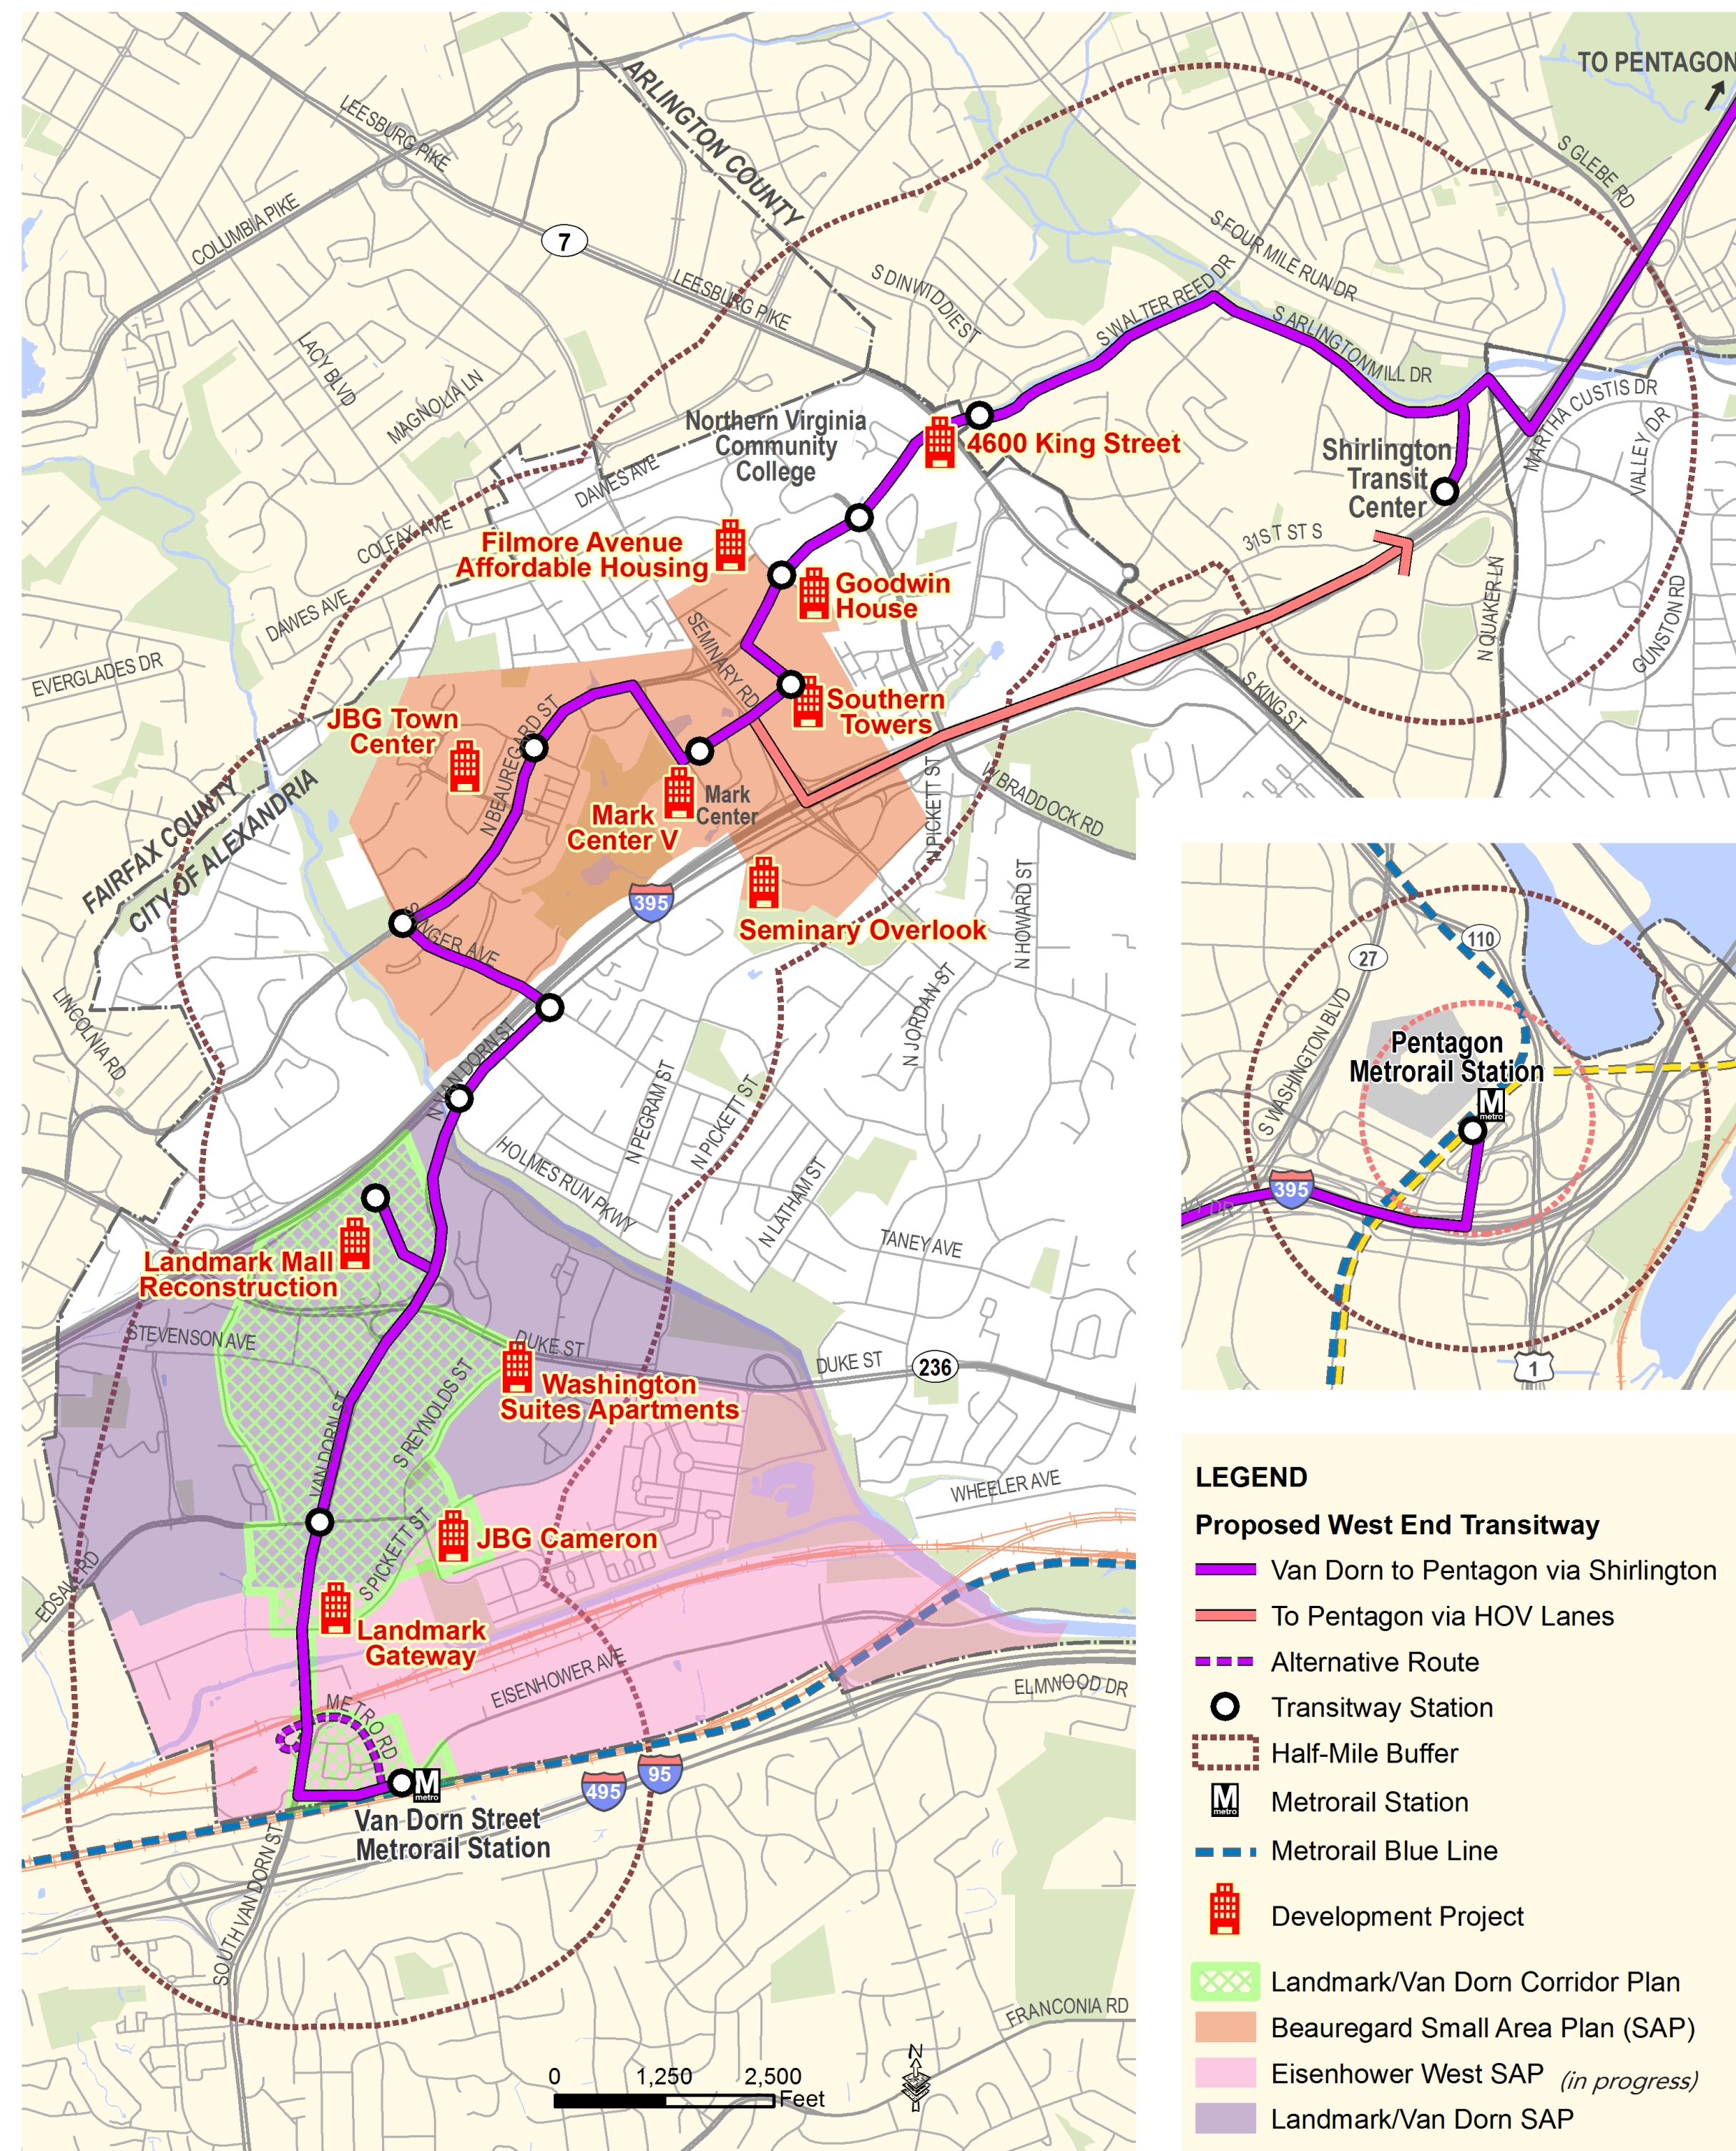 TO PENTAGON
ARLINGTON COUNTY
LEESBURG PIKE
COLUMBIA PIKE
7
LEESBURG PIKE
S GLEBE RD
S FOUR MILE RUN DR
S DINWIDDIE ST
S WALTER REED DR
S ARLINGTON MILL DR
LACY BLVD
MAGNOLIA LN
MARTHA CUSTIS DR
VALLEY DR
Northern Virginia
Community
College
4600 King Street
Shirlington
Transit
Center
DAWES AVE
COLFAX AVE
31ST ST S
Filmore Avenue
Affordable Housing
Goodwin
House
DAWES AVE
N QUAKER LN
GUNSTON RD
EVERGLADES DR
SEMINARY RD
S KING ST
Southern
Towers
JBG Town
Center
N BEAUREGARD ST
Mark
Center
Mark
Center V
N PICKETT ST
W BRADDOCK RD
FAIRFAX COUNTY
CITY OF ALEXANDRIA
395
Seminary Overlook
N HOWARD ST
SANGER AVE
LINCOLNIA RD
N JORDAN ST
N VAN DORN ST
N PEGRAM ST
N PICKETT ST
HOLMES RUN PKWY
N LATHAM ST
TANEY AVE
Landmark Mall
Reconstruction
STEVENSON AVE
DUKE ST
DUKE ST
236
Washington
Suites Apartments
VAN DORN ST
S REYNOLDS ST
WHEELER AVE
S PICKETT ST
JBG Cameron
EDSALL RD
Landmark
Gateway
EISENHOWER AVE
ELMWOOD DR
METRO RD
M
metro
495
95
Van Dorn Street
Metrorail Station
SOUTH VAN DORN ST
FRANCONIA RD
0
1,250
2,500
Feet
N
110
27
S WASHINGTON BLVD
Pentagon
Metrorail Station
M
metro
395
1
LEGEND
Proposed West End Transitway
Van Dorn to Pentagon via Shirlington
To Pentagon via HOV Lanes
Alternative Route
Transitway Station
Half-Mile Buffer
M
metro
Metrorail Station
Metrorail Blue Line
Development Project
Landmark/Van Dorn Corridor Plan
Beauregard Small Area Plan (SAP)
Eisenhower West SAP (in progress)
Landmark/Van Dorn SAP